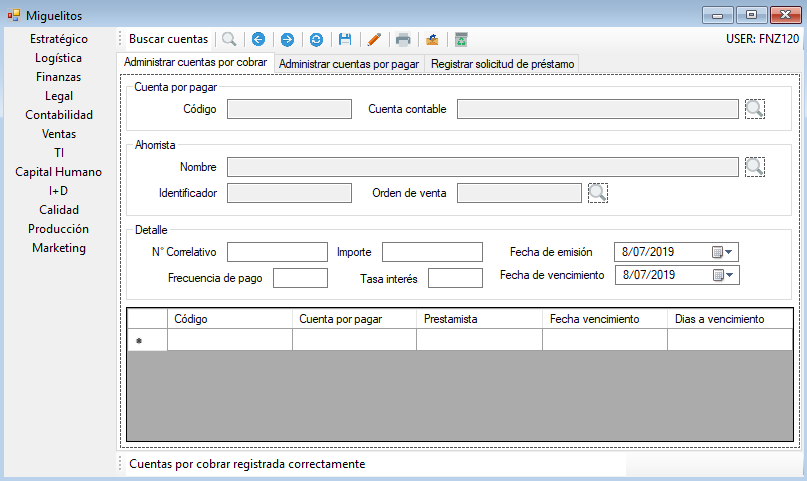 Miguelitos
Estratégico
Logística
Finanzas
Legal
Contabilidad
Ventas
TI
Capital Humano
I+D
Calidad
Producción
Marketing
Buscar cuentas
USER: FNZ120
Administrar cuentas por cobrar
Administrar cuentas por pagar
Registrar solicitud de préstamo
Cuenta por pagar
Código
Cuenta contable
Ahorrista
Nombre
Identificador
Orden de venta
Detalle
N° Correlativo
Importe
Fecha de emisión
8/07/2019
Frecuencia de pago
Tasa interés
Fecha de vencimiento
8/07/2019
Código
Cuenta por pagar
Prestamista
Fecha vencimiento
Dias a vencimiento
Cuentas por cobrar registrada correctamente